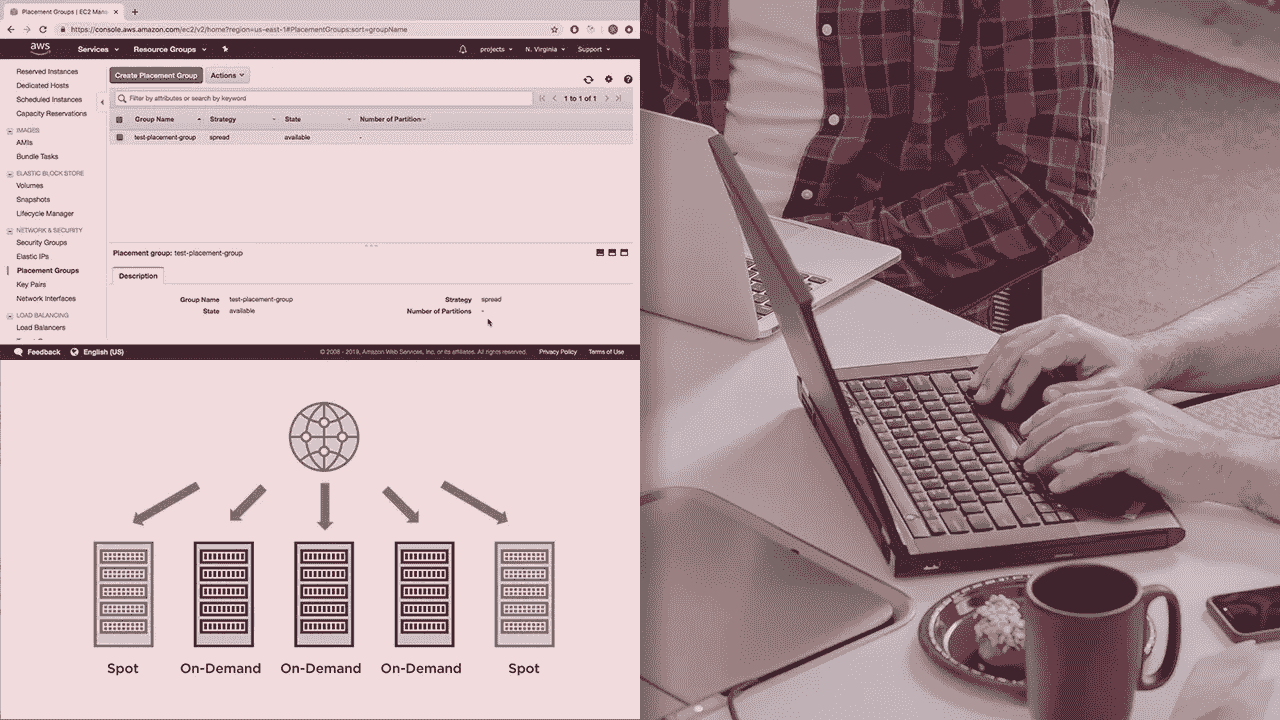 Placement Groups | EC2 Man
https://console.aws.amazon.com/ec2/v2/home?region=us-east-1#PlacementGroups:sort=groupName
aws Services Resource Groups projects N. Virginia Support
Reserved Instances
Dedicated Hosts
Scheduled Instances
Capacity Reservations
IMAGES
AMIs
Bundle Tasks
ELASTIC BLOCK STORE
Volumes
Snapshots
Lifecycle Manager
NETWORK & SECURITY
Security Groups
Elastic IPs
Placement Groups
Key Pairs
Network Interfaces
LOAD BALANCING
Load Balancers
Create Placement Group Actions
Filter by attributes or search by keyword 1 to 1 of 1
Group Name Strategy State Number of Partition
test-placement-group spread available -
Placement group: test-placement-group
Description
Group Name test-placement-group Strategy spread
State available Number of Partitions -
Feedback English (US) © 2008 - 2018, Amazon Web Services, Inc. or its affiliates. All rights reserved. Privacy Policy Terms of Use
Spot On-Demand On-Demand On-Demand Spot